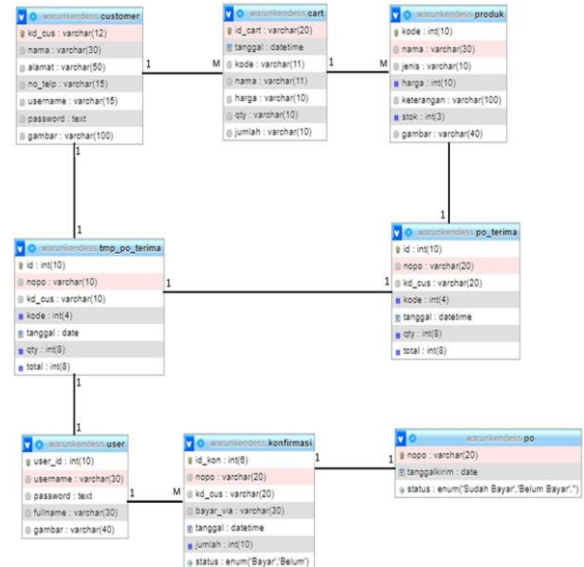 warunkendess customer
kd_cus : varchar(12)
nama : varchar(30)
alamat : varchar(50)
no_telp : varchar(15)
username : varchar(15)
password : text
gambar : varchar(100)
1
M
warunkendess cart
id_cart : varchar(20)
tanggal : datetime
kode : varchar(11)
nama : varchar(11)
harga : varchar(10)
qty : varchar(10)
jumlah : varchar(10)
1
M
warunkendess produk
kode : int(10)
nama : varchar(30)
jenis : varchar(10)
harga : int(10)
keterangan : varchar(100)
stok : int(3)
gambar : varchar(40)
1
1
1
1
warunkendess tmp_po_terima
id : int(10)
nopo : varchar(10)
kd_cus : varchar(10)
kode : int(4)
tanggal : date
qty : int(8)
total : int(8)
1
1
warunkendess po_terima
id : int(10)
nopo : varchar(20)
kd_cus : varchar(20)
kode : int(4)
tanggal : datetime
qty : int(8)
total : int(8)
1
1
warunkendess user
user_id : int(10)
username : varchar(30)
password : text
fullname : varchar(30)
gambar : varchar(40)
1
M
warunkendess konfirmasi
id_kon : int(6)
nopo : varchar(20)
kd_cus : varchar(20)
bayar_via : varchar(30)
tanggal : datetime
jumlah : int(10)
status : enum('Bayar','Belum')
1
1
warunkendess po
nopo : varchar(20)
tanggalkirim : date
status : enum('Sudah Bayar','Belum Bayar','')